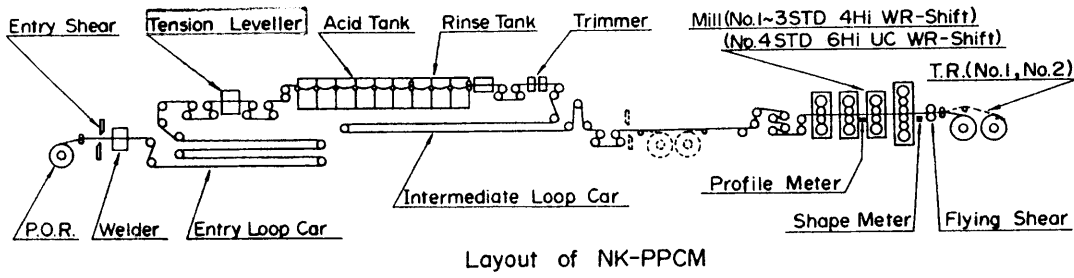 Entry Shear
Tension Leveller
Acid Tank
Rinse Tank
Trimmer
Mill(No.1~3STD 4Hi WR-Shift)
(No.4STD 6Hi UC WR-Shift)
T.R.(No.1, No.2)
P.O.R.
Welder
Entry Loop Car
Intermediate Loop Car
Profile Meter
Shape Meter
Flying Shear
Layout of NK-PPCM